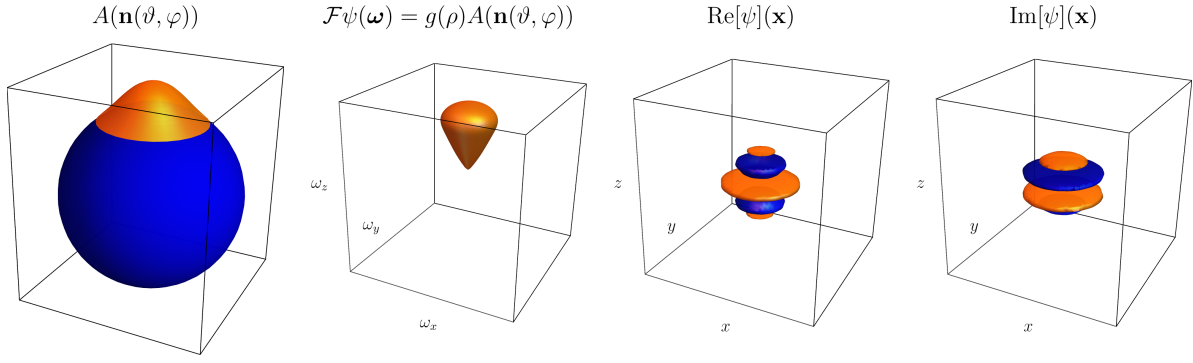 A(n(ϑ, φ))
ℱψ(ω) = g(ρ)A(n(ϑ, φ))
Re[ψ](x)
Im[ψ](x)
ω_z
ω_y
ω_x
z
y
x
z
y
x